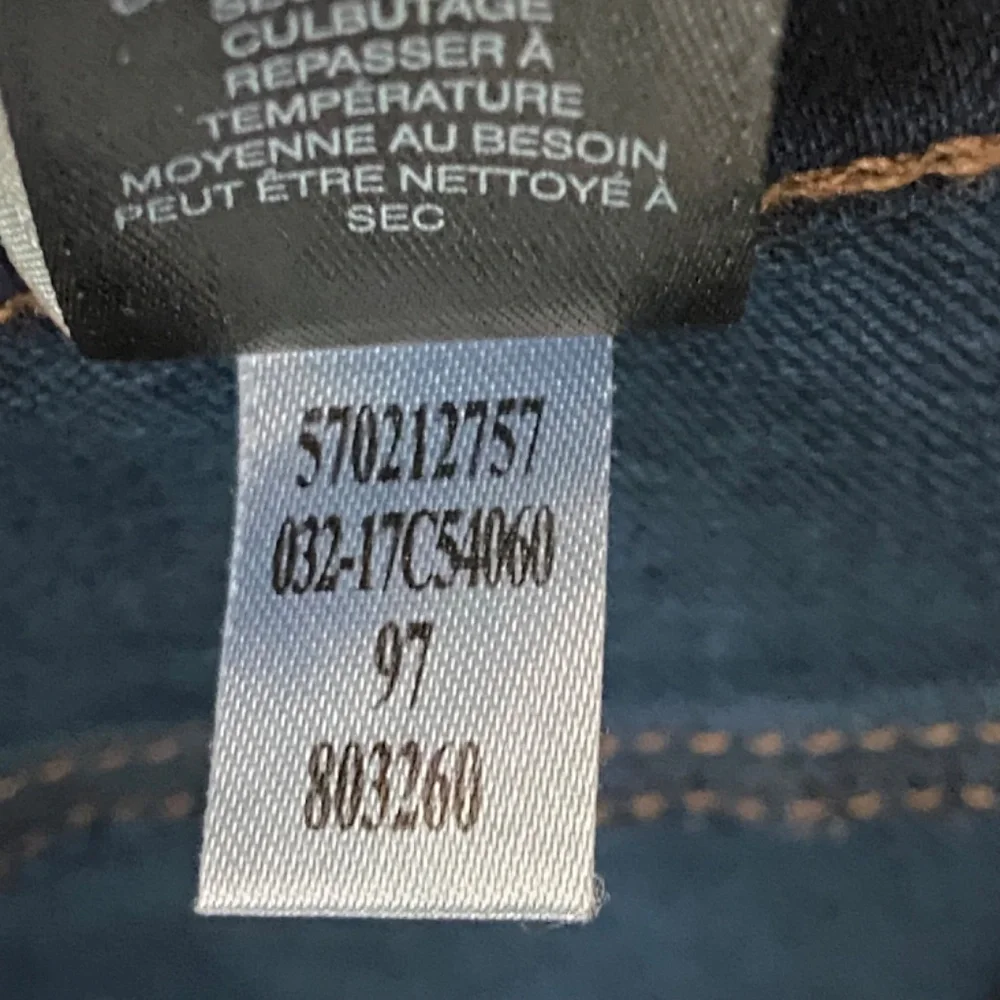 CULBUTAGE
REPASSER À
TEMPÉRATURE
MOYENNE AU BESOIN
PEUT ÊTRE NETTOYÉ À
SEC
570212757
032-17C54060
97
803260